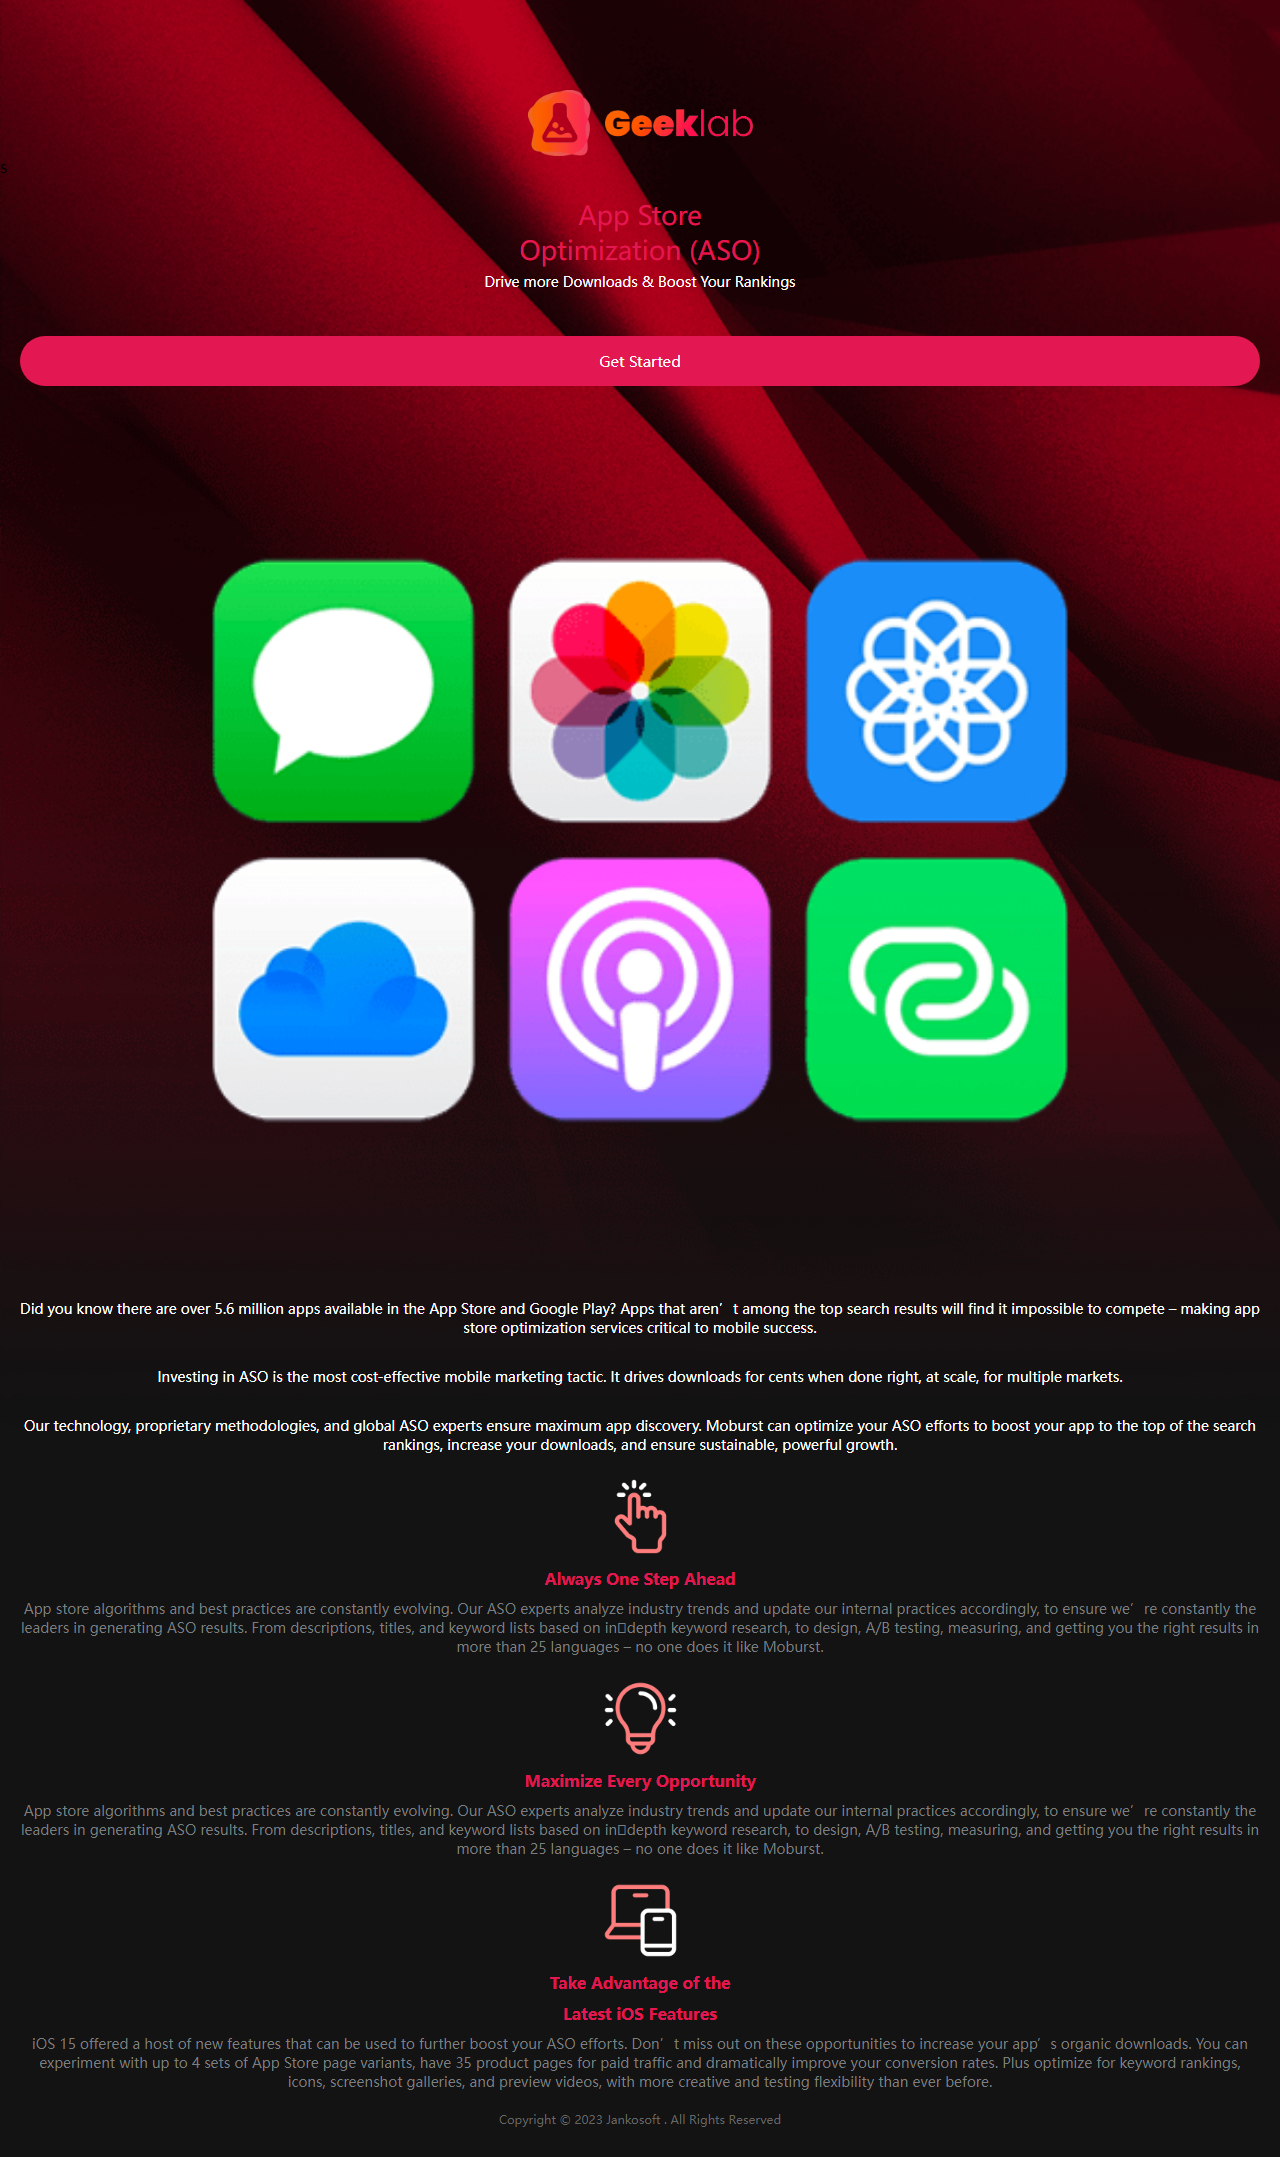 Geeklab
5
App Store
Optimization (ASO)
Drive more Downloads & Boost Your Rankings
Get Started
Did you know there are over 5.6 million apps available in the App Store and Google Play? Apps that aren’t among the top search results will find it impossible to compete – making app
store optimization services critical to mobile success.
Investing in ASO is the most cost-effective mobile marketing tactic. It drives downloads for cents when done right, at scale, for multiple markets.
Our technology, proprietary methodologies, and global ASO experts ensure maximum app discovery. Moburst can optimize your ASO efforts to boost your app to the top of the search
rankings, increase your downloads, and ensure sustainable, powerful growth.
Always One Step Ahead
App store algorithms and best practices are constantly evolving. Our ASO experts analyze industry trends and update our internal practices accordingly, to ensure we’re constantly the
leaders in generating ASO results. From descriptions, titles, and keyword lists based on in▯depth keyword research, to design, A/B testing, measuring, and getting you the right results in
more than 25 languages – no one does it like Moburst.
Maximize Every Opportunity
App store algorithms and best practices are constantly evolving. Our ASO experts analyze industry trends and update our internal practices accordingly, to ensure we’re constantly the
leaders in generating ASO results. From descriptions, titles, and keyword lists based on in▯depth keyword research, to design, A/B testing, measuring, and getting you the right results in
more than 25 languages – no one does it like Moburst.
Take Advantage of the
Latest iOS Features
iOS 15 offered a host of new features that can be used to further boost your ASO efforts. Don’t miss out on these opportunities to increase your app’s organic downloads. You can
experiment with up to 4 sets of App Store page variants, have 35 product pages for paid traffic and dramatically improve your conversion rates. Plus optimize for keyword rankings,
icons, screenshot galleries, and preview videos, with more creative and testing flexibility than ever before.
Copyright © 2023 Jankosoft . All Rights Reserved